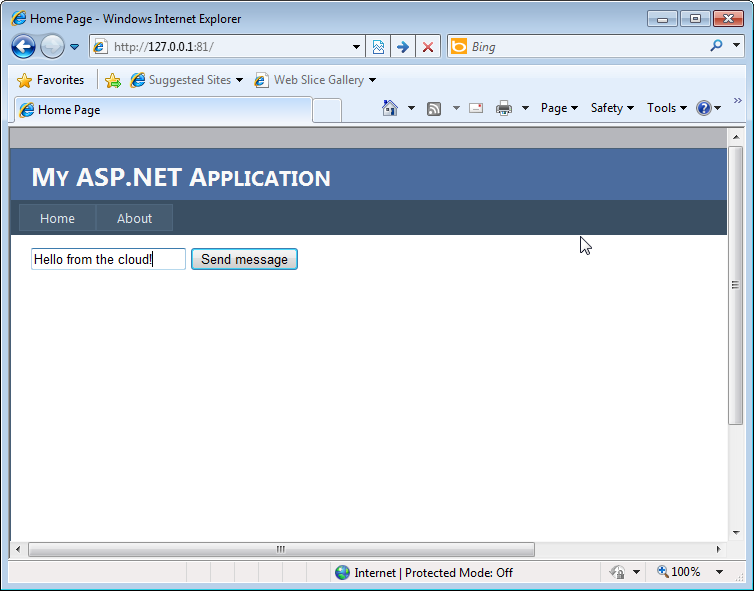 Home Page - Windows Internet Explorer
http://127.0.0.1:81/
Bing
Favorites
Suggested Sites
Web Slice Gallery
Home Page
Page
Safety
Tools
»
MY ASP.NET APPLICATION
Home
About
Hello from the cloud!
Send message
Internet | Protected Mode: Off
100%